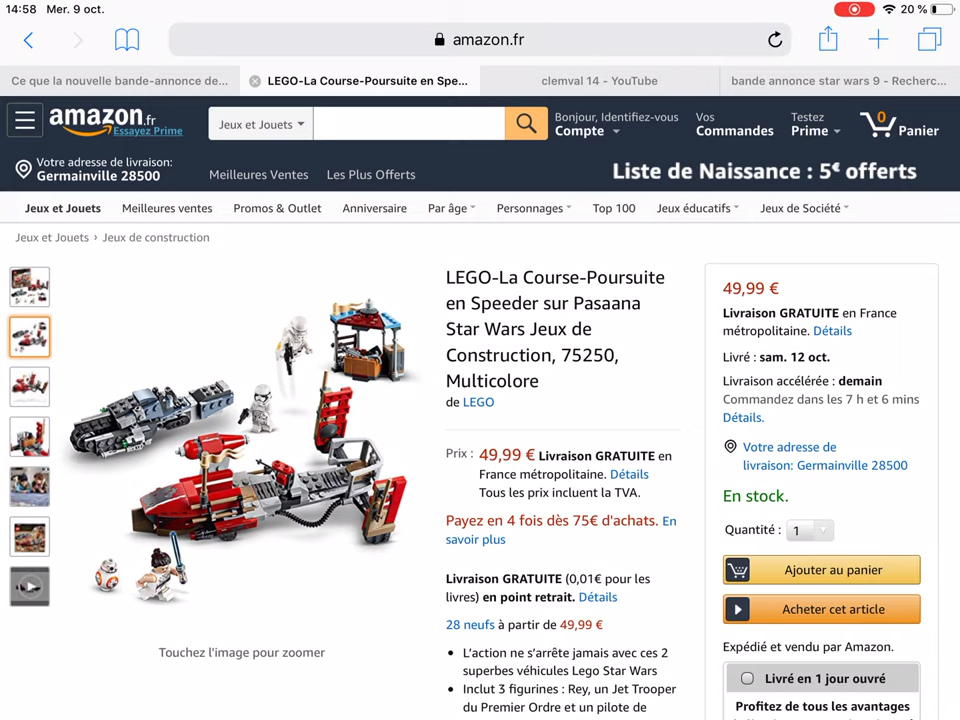 14:58 Mer. 9 oct.
20 %
amazon.fr
Ce que la nouvelle bande-annonce de...
LEGO-La Course-Poursuite en Spe...
clemval 14 - YouTube
bande annonce star wars 9 - Recherc...
amazon.fr
Essayez Prime
Jeux et Jouets
Bonjour, Identifiez-vous
Compte
Vos
Commandes
Testez
Prime
0
Panier
Votre adresse de livraison:
Germainville 28500
Meilleures Ventes
Les Plus Offerts
Liste de Naissance : 5€ offerts
Jeux et Jouets
Meilleures ventes
Promos & Outlet
Anniversaire
Par âge
Personnages
Top 100
Jeux éducatifs
Jeux de Société
Jeux et Jouets › Jeux de construction
Touchez l'image pour zoomer
LEGO-La Course-Poursuite
en Speeder sur Pasaana
Star Wars Jeux de
Construction, 75250,
Multicolore
de LEGO
Prix : 49,99 € Livraison GRATUITE en
France métropolitaine. Détails
Tous les prix incluent la TVA.
Payez en 4 fois dès 75€ d'achats. En
savoir plus
Livraison GRATUITE (0,01€ pour les
livres) en point retrait. Détails
28 neufs à partir de 49,99 €
• L'action ne s'arrête jamais avec ces 2
superbes véhicules Lego Star Wars
• Inclut 3 figurines : Rey, un Jet Trooper
du Premier Ordre et un pilote de
49,99 €
Livraison GRATUITE en France
métropolitaine. Détails
Livré : sam. 12 oct.
Livraison accélérée : demain
Commandez dans les 7 h et 6 mins
Détails.
Votre adresse de
livraison: Germainville 28500
En stock.
Quantité : 1
Ajouter au panier
Acheter cet article
Expédié et vendu par Amazon.
Livré en 1 jour ouvré
Profitez de tous les avantages